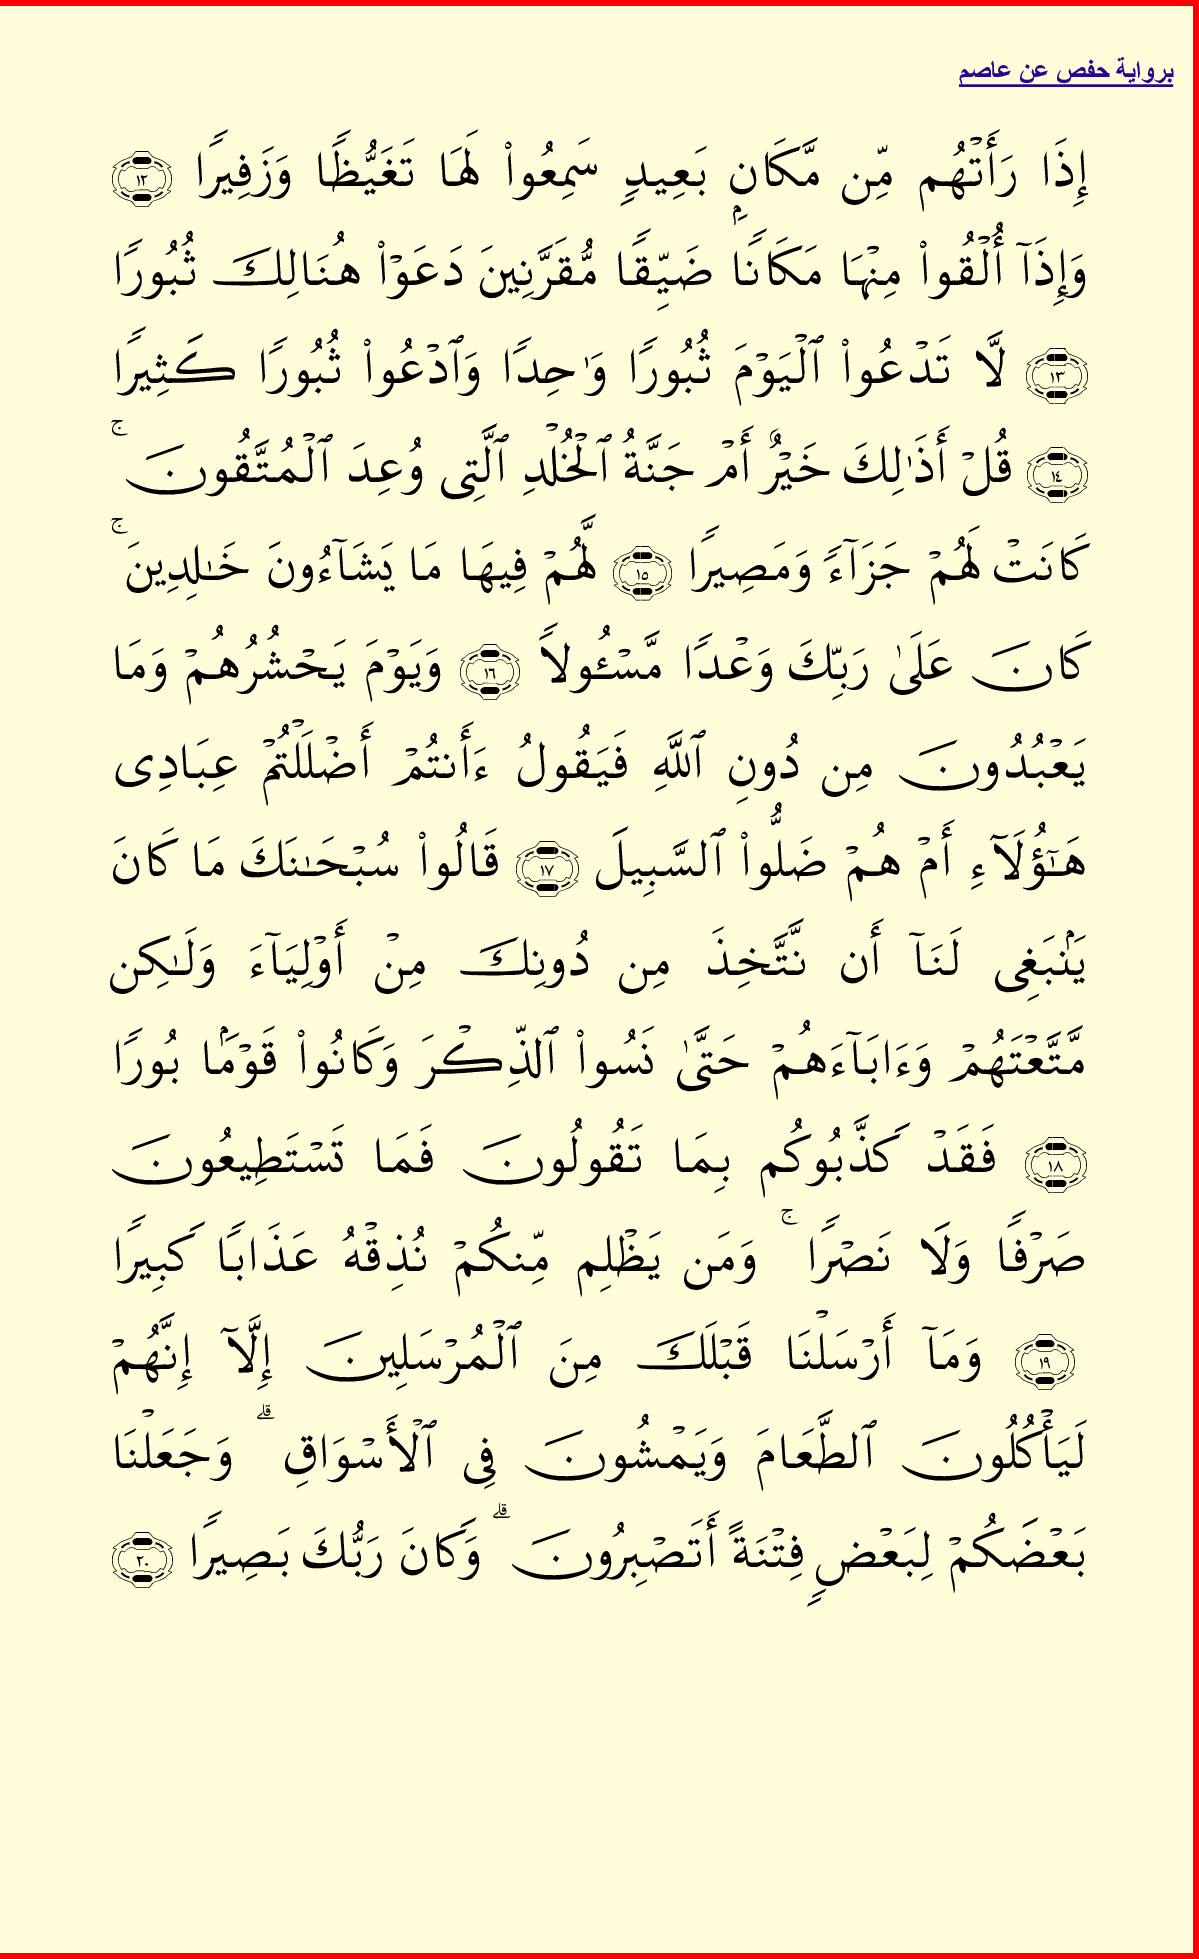 برواية حفص عن عاصم
إِذَا رَأَتْهُم مِّن مَّكَانٍۭ بَعِيدٍ سَمِعُوا۟ لَهَا تَغَيُّظًا وَزَفِيرًا ١٢
وَإِذَآ أُلْقُوا۟ مِنْهَا مَكَانًا ضَيِّقًا مُّقَرَّنِينَ دَعَوْا۟ هُنَالِكَ ثُبُورًا
١٣ لَّا تَدْعُوا۟ ٱلْيَوْمَ ثُبُورًا وَٰحِدًا وَٱدْعُوا۟ ثُبُورًا كَثِيرًا
١٤ قُلْ أَذَٰلِكَ خَيْرٌ أَمْ جَنَّةُ ٱلْخُلْدِ ٱلَّتِى وُعِدَ ٱلْمُتَّقُونَ ۚ
كَانَتْ لَهُمْ جَزَآءً وَمَصِيرًا ١٥ لَّهُمْ فِيهَا مَا يَشَآءُونَ خَـٰلِدِينَ ۚ
كَانَ عَلَىٰ رَبِّكَ وَعْدًا مَّسْـُٔولًا ١٦ وَيَوْمَ يَحْشُرُهُمْ وَمَا
يَعْبُدُونَ مِن دُونِ ٱللَّهِ فَيَقُولُ ءَأَنتُمْ أَضْلَلْتُمْ عِبَادِى
هَـٰٓؤُلَآءِ أَمْ هُمْ ضَلُّوا۟ ٱلسَّبِيلَ ١٧ قَالُوا۟ سُبْحَـٰنَكَ مَا كَانَ
يَنۢبَغِى لَنَآ أَن نَّتَّخِذَ مِن دُونِكَ مِنْ أَوْلِيَآءَ وَلَـٰكِن
مَّتَّعْتَهُمْ وَءَابَآءَهُمْ حَتَّىٰ نَسُوا۟ ٱلذِّكْرَ وَكَانُوا۟ قَوْمًۢا بُورًا
١٨ فَقَدْ كَذَّبُوكُم بِمَا تَقُولُونَ فَمَا تَسْتَطِيعُونَ
صَرْفًا وَلَا نَصْرًا ۚ وَمَن يَظْلِم مِّنكُمْ نُذِقْهُ عَذَابًا كَبِيرًا
١٩ وَمَآ أَرْسَلْنَا قَبْلَكَ مِنَ ٱلْمُرْسَلِينَ إِلَّآ إِنَّهُمْ
لَيَأْكُلُونَ ٱلطَّعَامَ وَيَمْشُونَ فِى ٱلْأَسْوَاقِ ۗ وَجَعَلْنَا
بَعْضَكُمْ لِبَعْضٍ فِتْنَةً أَتَصْبِرُونَ ۗ وَكَانَ رَبُّكَ بَصِيرًا ٢٠